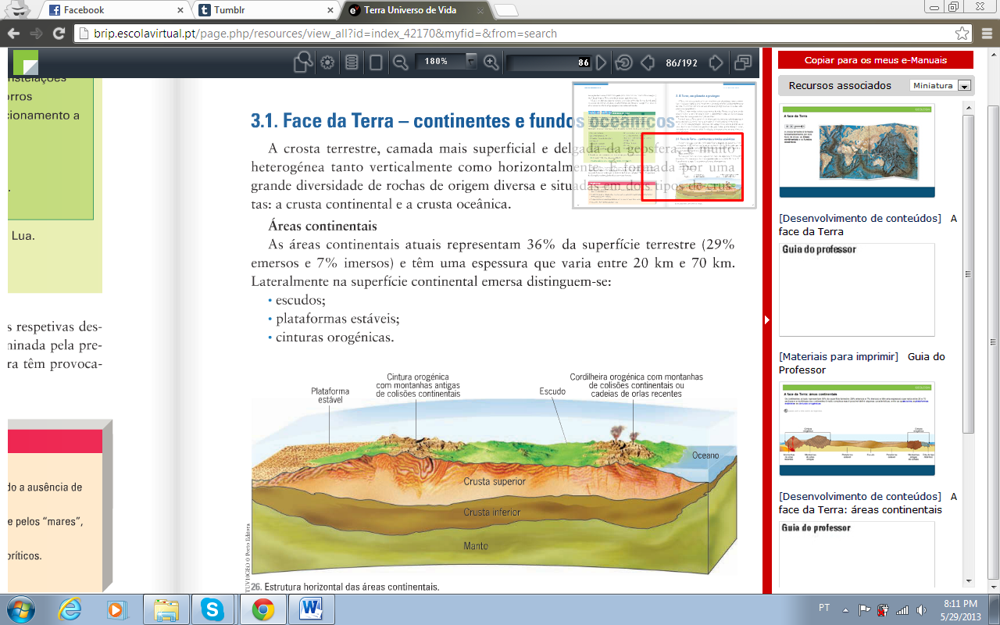 Facebook
Tumblr
Terra Universo de Vida
brip.escolavirtual.pt/page.php/resources/view_all?id=index_42170&myfid=&from=search
180%
86
86/192
Copiar para os meus e-Manuais
Recursos associados
Miniatura
A face da Terra
[Desenvolvimento de conteúdos] A
face da Terra
Guia do professor
[Materiais para imprimir] Guia do
Professor
A face da Terra: áreas continentais
[Desenvolvimento de conteúdos] A
face da Terra: áreas continentais
Guia do professor
orros
cionamento a
Lua.
s respetivas des-
ninada pela pre-
ra têm provoca-
do a ausência de
e pelos “mares”,
oríticos.
3.1. Face da Terra – continentes e fundos oceânicos
A crosta terrestre, camada mais superficial e delgada da geosfera, é muito
heterogénea tanto verticalmente como horizontalmente. É formada por uma
grande diversidade de rochas de origem diversa e situadas em dois tipos de crus-
tas: a crusta continental e a crusta oceânica.
Áreas continentais
As áreas continentais atuais representam 36% da superfície terrestre (29%
emersos e 7% imersos) e têm uma espessura que varia entre 20 km e 70 km.
Lateralmente na superfície continental emersa distinguem-se:
• escudos;
• plataformas estáveis;
• cinturas orogénicas.
Plataforma
estável
Cintura orogénica
com montanhas antigas
de colisões continentais
Escudo
Cordilheira orogénica com montanhas
de colisões continentais ou
cadeias de orlas recentes
Oceano
Crusta superior
Crusta inferior
Manto
TUV10GEO © Porto Editora
26. Estrutura horizontal das áreas continentais.
PT
8:11 PM
5/29/2013